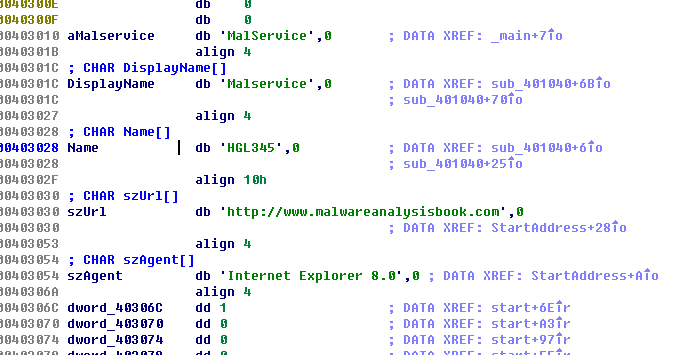 0040300E db 0
0040300F db 0
00403010 aMalservice db 'MalService',0 ; DATA XREF: _main+7↑o
0040301B align 4
0040301C ; CHAR DisplayName[]
0040301C DisplayName db 'Malservice',0 ; DATA XREF: sub_401040+6B↑o
0040301C ; sub_401040+70↑o
00403027 align 4
00403028 ; CHAR Name[]
00403028 Name db 'HGL345',0 ; DATA XREF: sub_401040+6↑o
00403028 ; sub_401040+25↑o
0040302F align 10h
00403030 ; CHAR szUrl[]
00403030 szUrl db 'http://www.malwareanalysisbook.com',0
00403030 ; DATA XREF: StartAddress+28↑o
00403053 align 4
00403054 ; CHAR szAgent[]
00403054 szAgent db 'Internet Explorer 8.0',0 ; DATA XREF: StartAddress+A↑o
0040306A align 4
0040306C dword_40306C dd 1 ; DATA XREF: start+6E↑r
00403070 dword_403070 dd 0 ; DATA XREF: start+A3↑r
00403074 dword_403074 dd 0 ; DATA XREF: start+97↑r